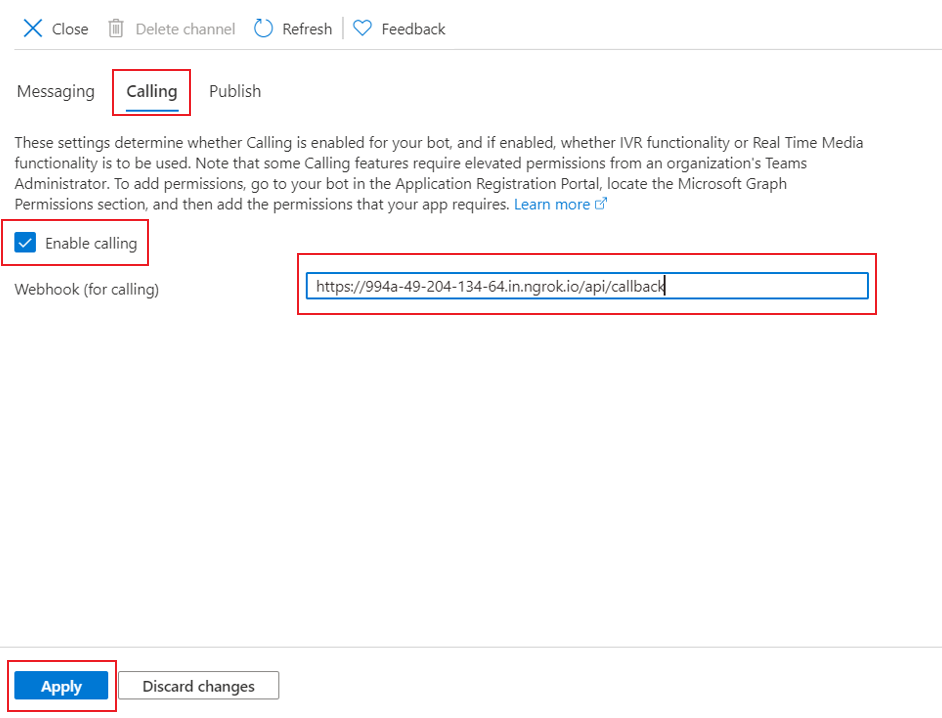 Close Delete channel Refresh Feedback
Messaging Calling Publish
These settings determine whether Calling is enabled for your bot, and if enabled, whether IVR functionality or Real Time Media
functionality is to be used. Note that some Calling features require elevated permissions from an organization's Teams
Administrator. To add permissions, go to your bot in the Application Registration Portal, locate the Microsoft Graph
Permissions section, and then add the permissions that your app requires. Learn more
Enable calling
Webhook (for calling) https://994a-49-204-134-64.in.ngrok.io/api/callback
Apply Discard changes